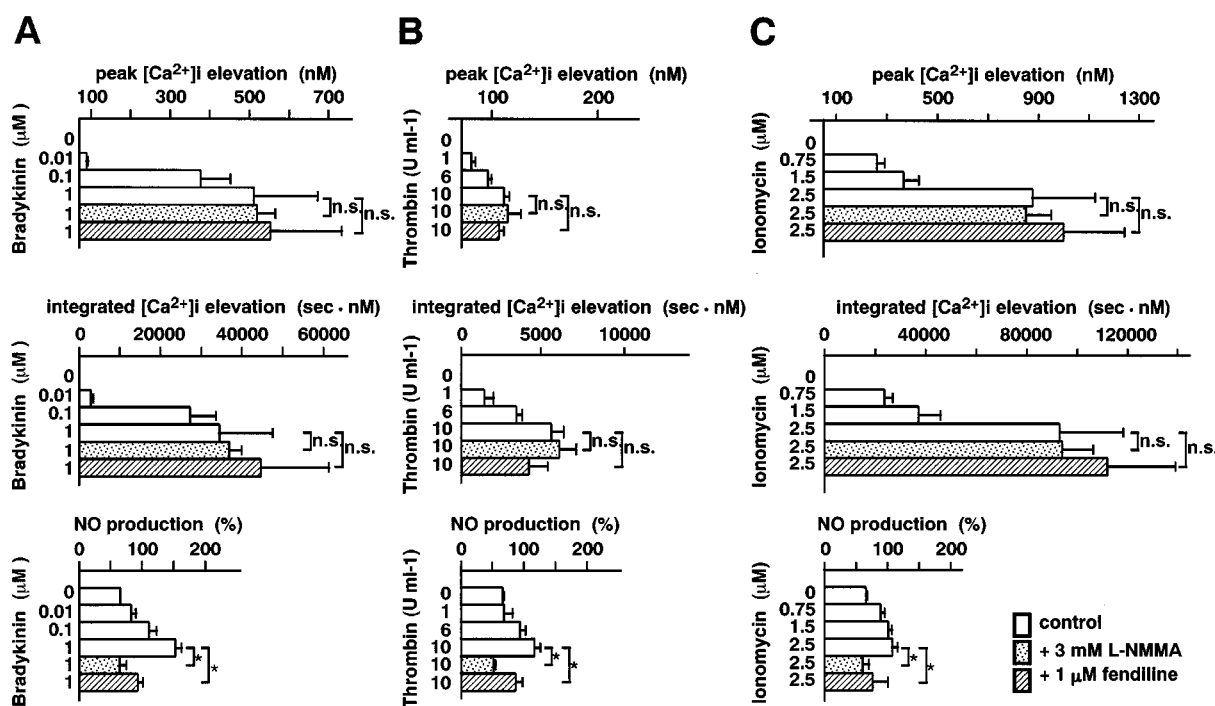 A
peak [Ca2+]i elevation (nM)
100 300 500 700
Bradykinin (μM)
0
0.01
0.1
1
1
1
n.s.
n.s.
integrated [Ca2+]i elevation (sec · nM)
0 20000 40000 60000
Bradykinin (μM)
0
0.01
0.1
1
1
1
n.s.
n.s.
NO production (%)
0 100 200
Bradykinin (μM)
0
0.01
0.1
1
1
1
*
*
B
peak [Ca2+]i elevation (nM)
100 200
Thrombin (U ml-1)
0
1
6
10
10
10
n.s.
n.s.
integrated [Ca2+]i elevation (sec · nM)
0 5000 10000
Thrombin (U ml-1)
0
1
6
10
10
10
n.s.
n.s.
NO production (%)
0 100 200
Thrombin (U ml-1)
0
1
6
10
10
10
*
*
C
peak [Ca2+]i elevation (nM)
100 500 900 1300
Ionomycin (μM)
0
0.75
1.5
2.5
2.5
2.5
n.s.
n.s.
integrated [Ca2+]i elevation (sec · nM)
0 40000 80000 120000
Ionomycin (μM)
0
0.75
1.5
2.5
2.5
2.5
n.s.
n.s.
NO production (%)
0 100 200
Ionomycin (μM)
0
0.75
1.5
2.5
2.5
2.5
*
*
control
+ 3 mM L-NMMA
+ 1 μM fendiline